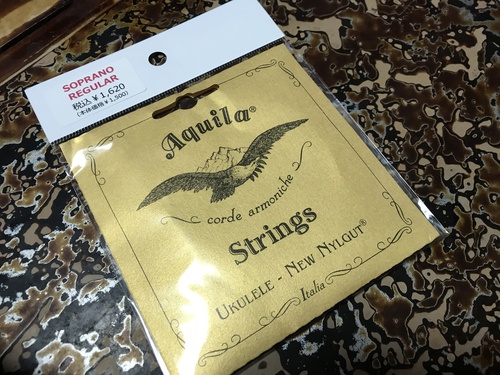 SOPRANO
REGULAR
税込￥1,620
(本体価格￥1,500)
Aquila®
corde armoniche
Strings
UKULELE - NEW NYLGUT®
Italia